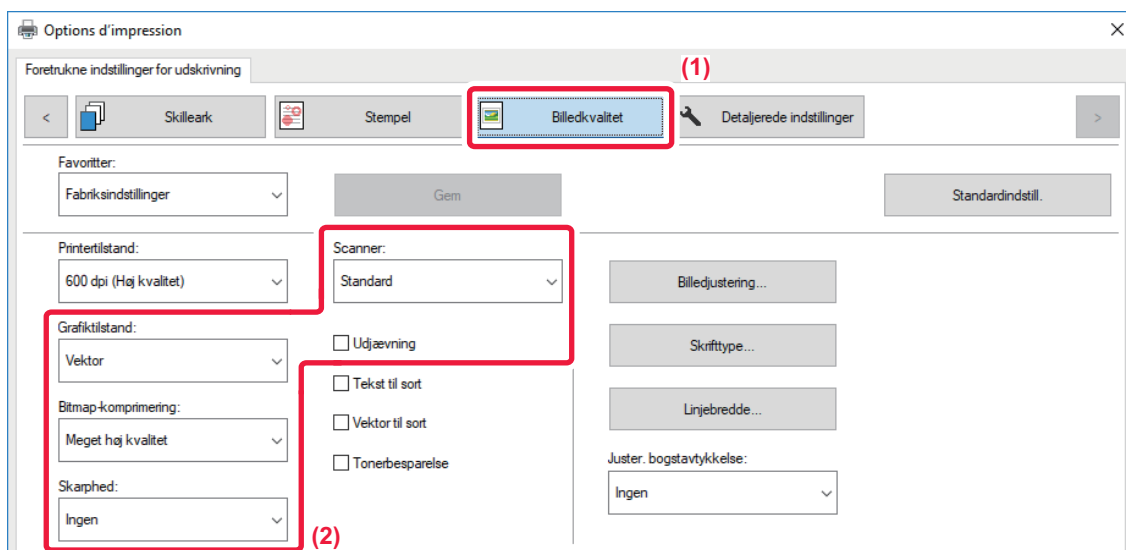 Options d'impression
Foretrukne indstillinger for udskrivning
(1)
< Skilleark Stempel Billedkvalitet Detaljerede indstillinger >
Favoritter:
Fabriksindstillinger Gem Standardindstill.
Printertilstand: Scanner:
600 dpi (Høj kvalitet) Standard Billedjustering...
Grafiktilstand:
Vektor Udjævning Skrifttype...
Tekst til sort
Bitmap-komprimering: Linjebredde...
Meget høj kvalitet Vektor til sort
Tonerbesparelse Juster. bogstavtykkelse:
Skarphed:
Ingen Ingen
(2)